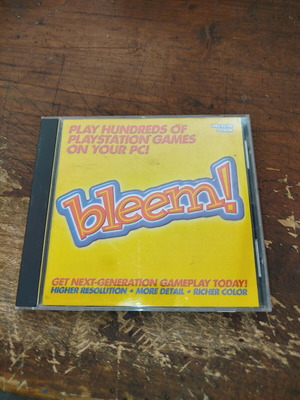 PLAY HUNDREDS OF
PLAYSTATION GAMES
ON YOUR PC!
bleem!
GET NEXT-GENERATION GAMEPLAY TODAY!
HIGHER RESOLUTION • MORE DETAIL • RICHER COLOR